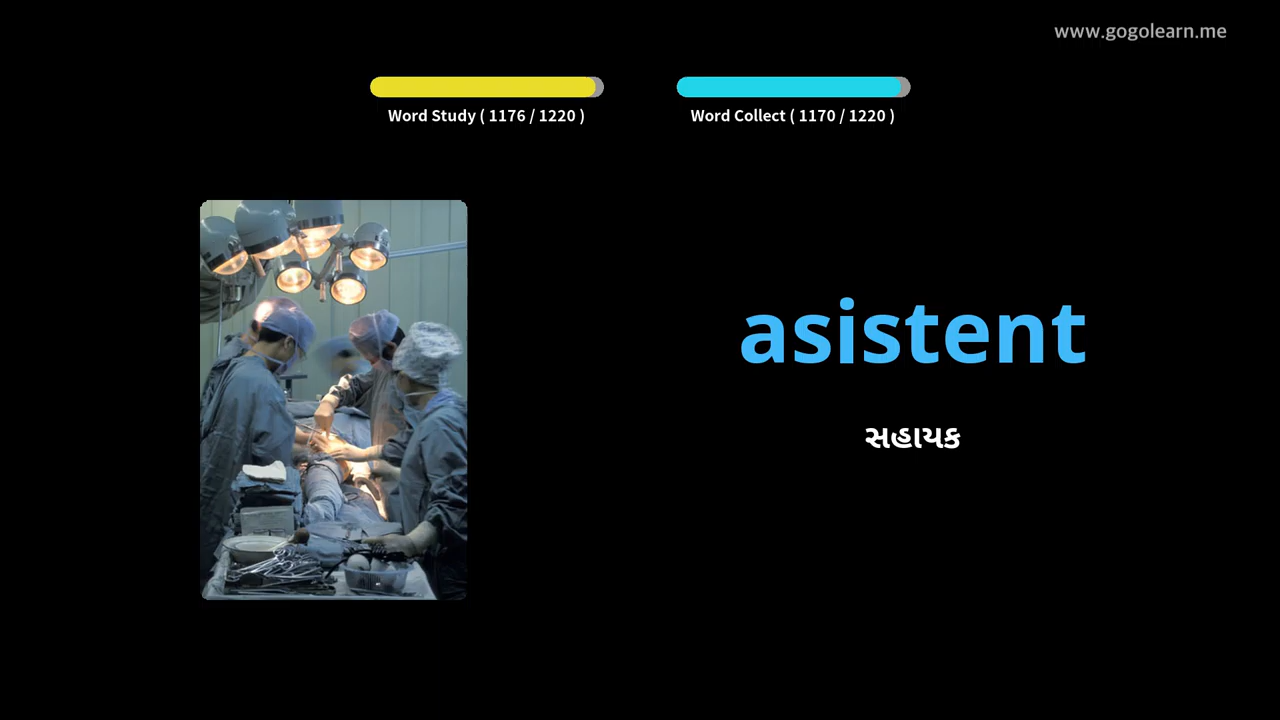 www.gogolearn.me
Word Study ( 1176 / 1220 )
Word Collect ( 1170 / 1220 )
asistent
સહાયક